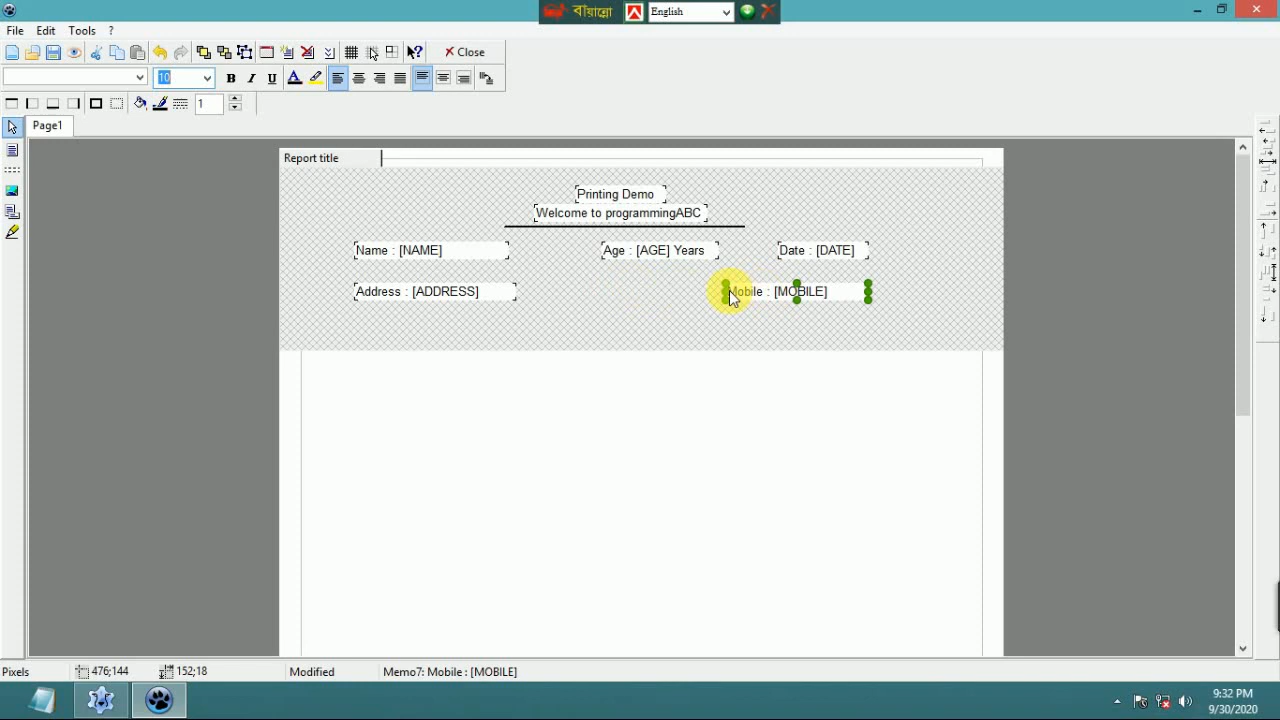 বায়ান্নো English
File Edit Tools ?
Close
10 B I U
1
Page1
Report title
Printing Demo
Welcome to programmingABC
Name : [NAME] Age : [AGE] Years Date : [DATE]
Address : [ADDRESS] Mobile : [MOBILE]
Pixels 476;144 152;18 Modified Memo7: Mobile : [MOBILE]
9:32 PM
9/30/2020